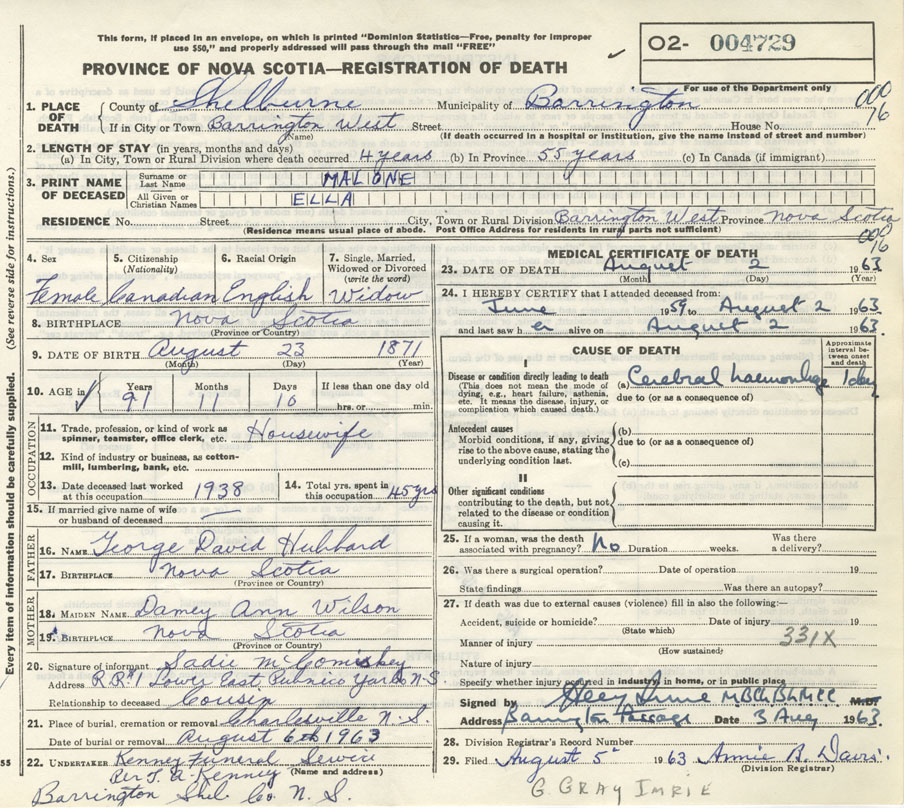 This form, if placed in an envelope, on which is printed "Dominion Statistics—Free, penalty for improper
use $50," and properly addressed will pass through the mail "FREE"
O2- 004729
PROVINCE OF NOVA SCOTIA—REGISTRATION OF DEATH
For use of the Department only
000
76
1. PLACE OF DEATH
County of Shelburne Municipality of Barrington
If in City or Town Barrington West Street House No.
(Name) (If death occurred in a hospital or institution, give the name instead of street and number)
2. LENGTH OF STAY (in years, months and days)
(a) In City, Town or Rural Division where death occurred 4 years (b) In Province 55 years (c) In Canada (if immigrant)
3. PRINT NAME OF DECEASED
Surname or Last Name MALONE
All Given or Christian Names ELLA
RESIDENCE No. Street City, Town or Rural Division Barrington West Province Nova Scotia
(Residence means usual place of abode. Post Office Address for residents in rural parts not sufficient)
000
76
4. Sex Female
5. Citizenship (Nationality) Canadian
6. Racial Origin English
7. Single, Married, Widowed or Divorced (write the word) Widow
8. BIRTHPLACE Nova Scotia
(Province or Country)
9. DATE OF BIRTH August 23 1871
(Month) (Day) (Year)
10. AGE in Years Months Days If less than one day old
91 11 10 hrs. or min.
OCCUPATION
11. Trade, profession, or kind of work as spinner, teamster, office clerk, etc. Housewife
12. Kind of industry or business, as cotton-mill, lumbering, bank, etc.
13. Date deceased last worked at this occupation 1938
14. Total yrs. spent in this occupation 45 yrs
15. If married give name of wife or husband of deceased —
FATHER
16. NAME George David Hubbard
17. BIRTHPLACE Nova Scotia
(Province or Country)
MOTHER
18. MAIDEN NAME Damey Ann Wilson
19. BIRTHPLACE Nova Scotia
(Province or Country)
20. Signature of informant Sadie McComiskey
Address R.R#1 Lower East Pubnico Yar Co N.S.
Relationship to deceased Cousin
21. Place of burial, cremation or removal Charlesville N.S.
Date of burial or removal August 6th 1963
22. UNDERTAKER Kenney Funeral Service
Per Kenney (Name and address)
Barrington Shel Co. N.S.
Every item of information should be carefully supplied. (See reverse side for instructions.)
55
MEDICAL CERTIFICATE OF DEATH
23. DATE OF DEATH August 2 1963
(Month) (Day) (Year)
24. I HEREBY CERTIFY that I attended deceased from:
June 1959 to August 2 1963
and last saw h er alive on August 2 1963
CAUSE OF DEATH
Approximate interval between onset and death
I
Disease or condition directly leading to death
(This does not mean the mode of dying, e.g., heart failure, asthenia, etc. It means the disease, injury, or complication which caused death.)
(a) Cerebral haemorrhage 1 day
due to (or as a consequence of)
Antecedent causes
Morbid conditions, if any, giving rise to the above cause, stating the underlying condition last.
(b)
due to (or as a consequence of)
(c)
II
Other significant conditions
contributing to the death, but not related to the disease or condition causing it.
25. If a woman, was the death associated with pregnancy? No Duration weeks. Was there a delivery?
26. Was there a surgical operation? Date of operation 19
State findings Was there an autopsy?
27. If death was due to external causes (violence) fill in also the following:—
Accident, suicide or homicide? Date of injury 19
(State which)
331X
Manner of injury
(How sustained)
Nature of injury
Specify whether injury occurred in industry, in home, or in public place
Signed by M.D.
Address Barrington Passage Date 3 Aug 1963
28. Division Registrar's Record Number
29. Filed August 5 1963 Annie A. Davis
(Division Registrar)
G. GRAY IMRIE